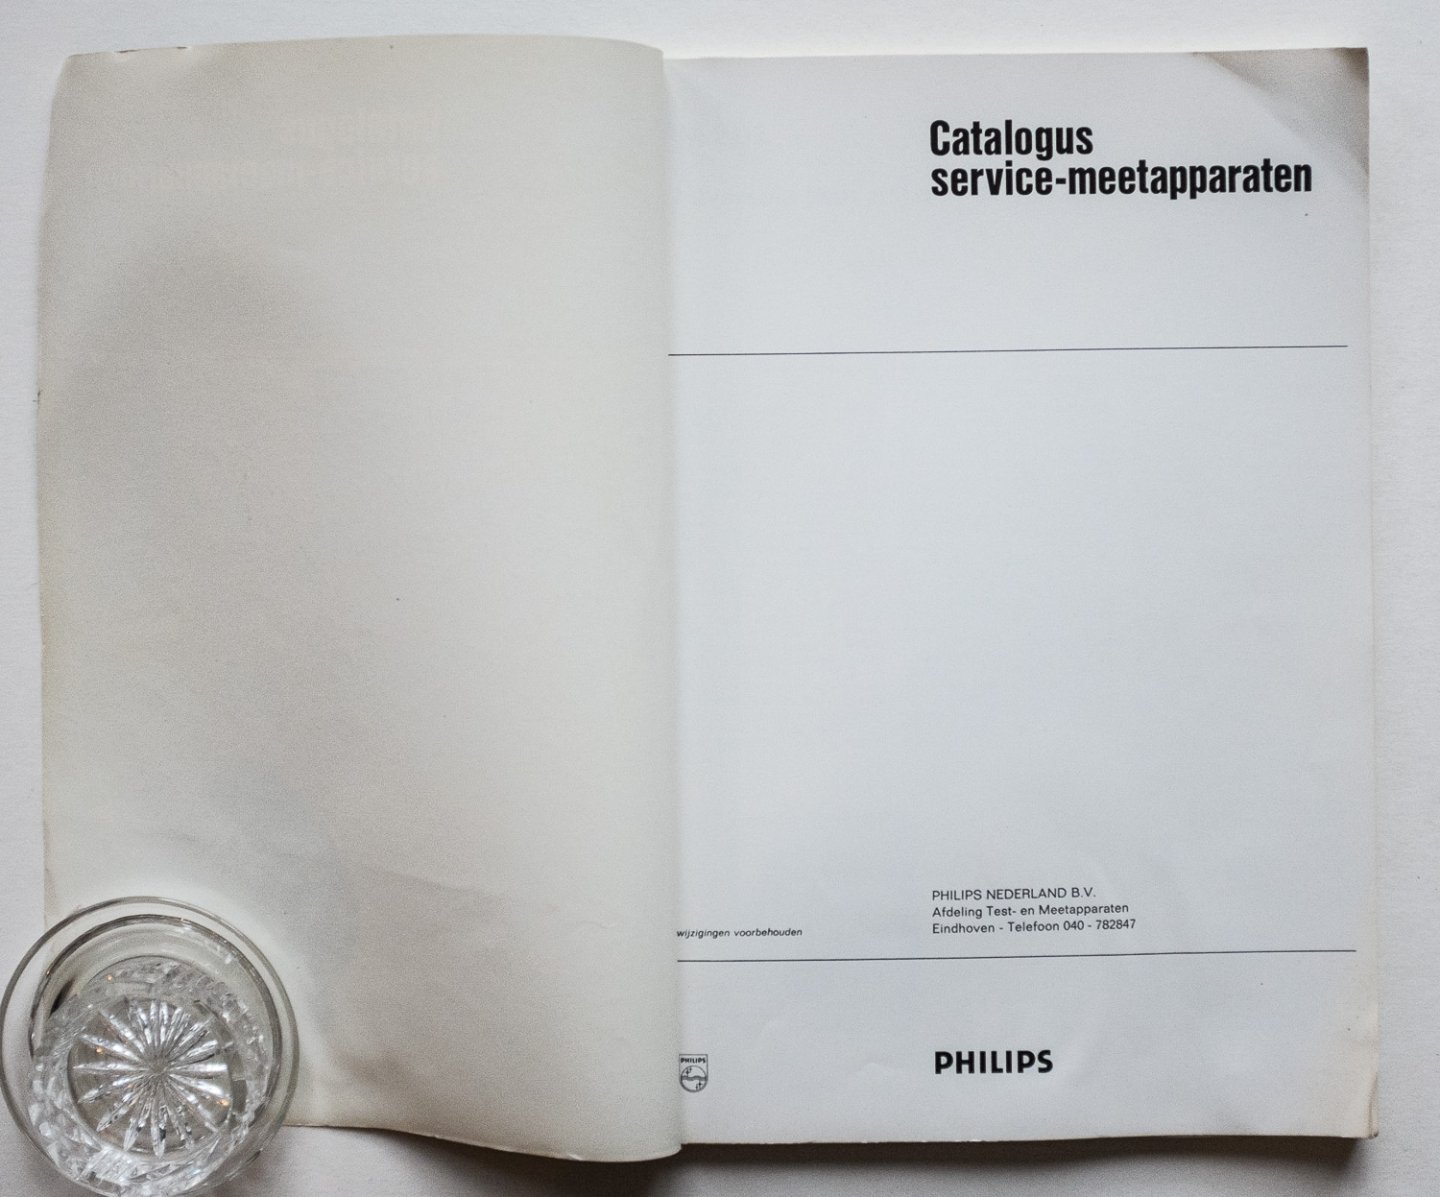 Catalogus
service-meetapparaten
PHILIPS NEDERLAND B.V.
Afdeling Test- en Meetapparaten
Eindhoven - Telefoon 040 - 782847
wijzigingen voorbehouden
PHILIPS
PHILIPS